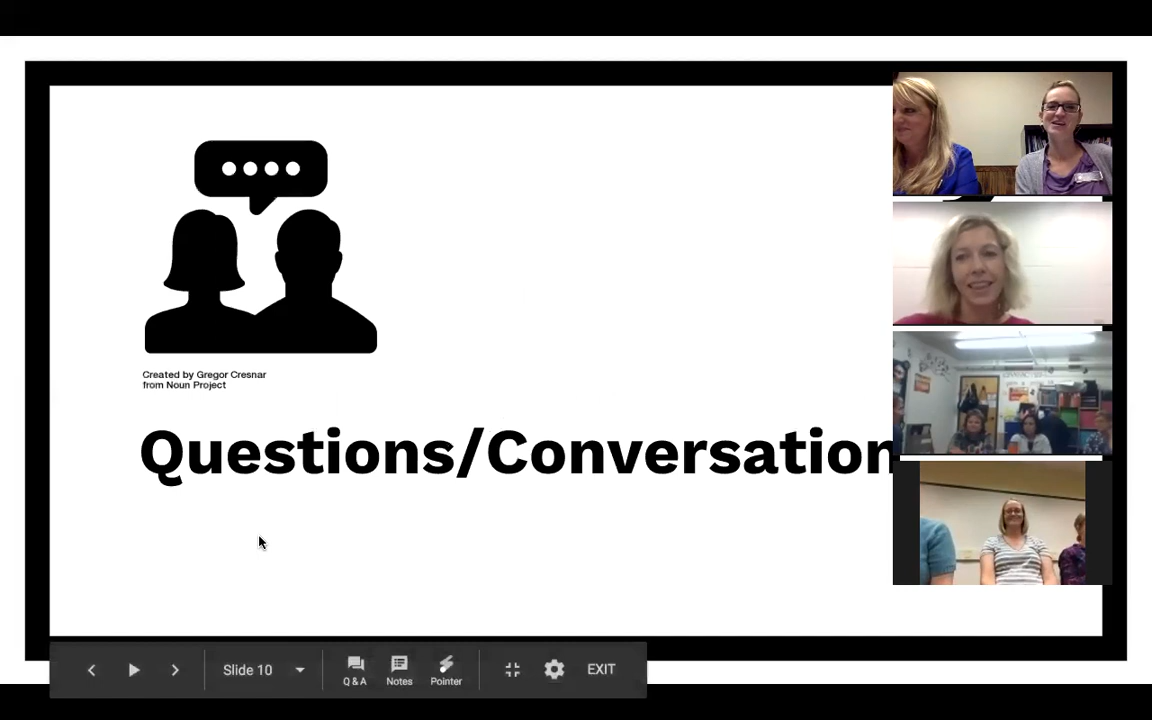 Created by Gregor Cresnar
from Noun Project
Questions/Conversation
Slide 10
Q & A
Notes
Pointer
EXIT